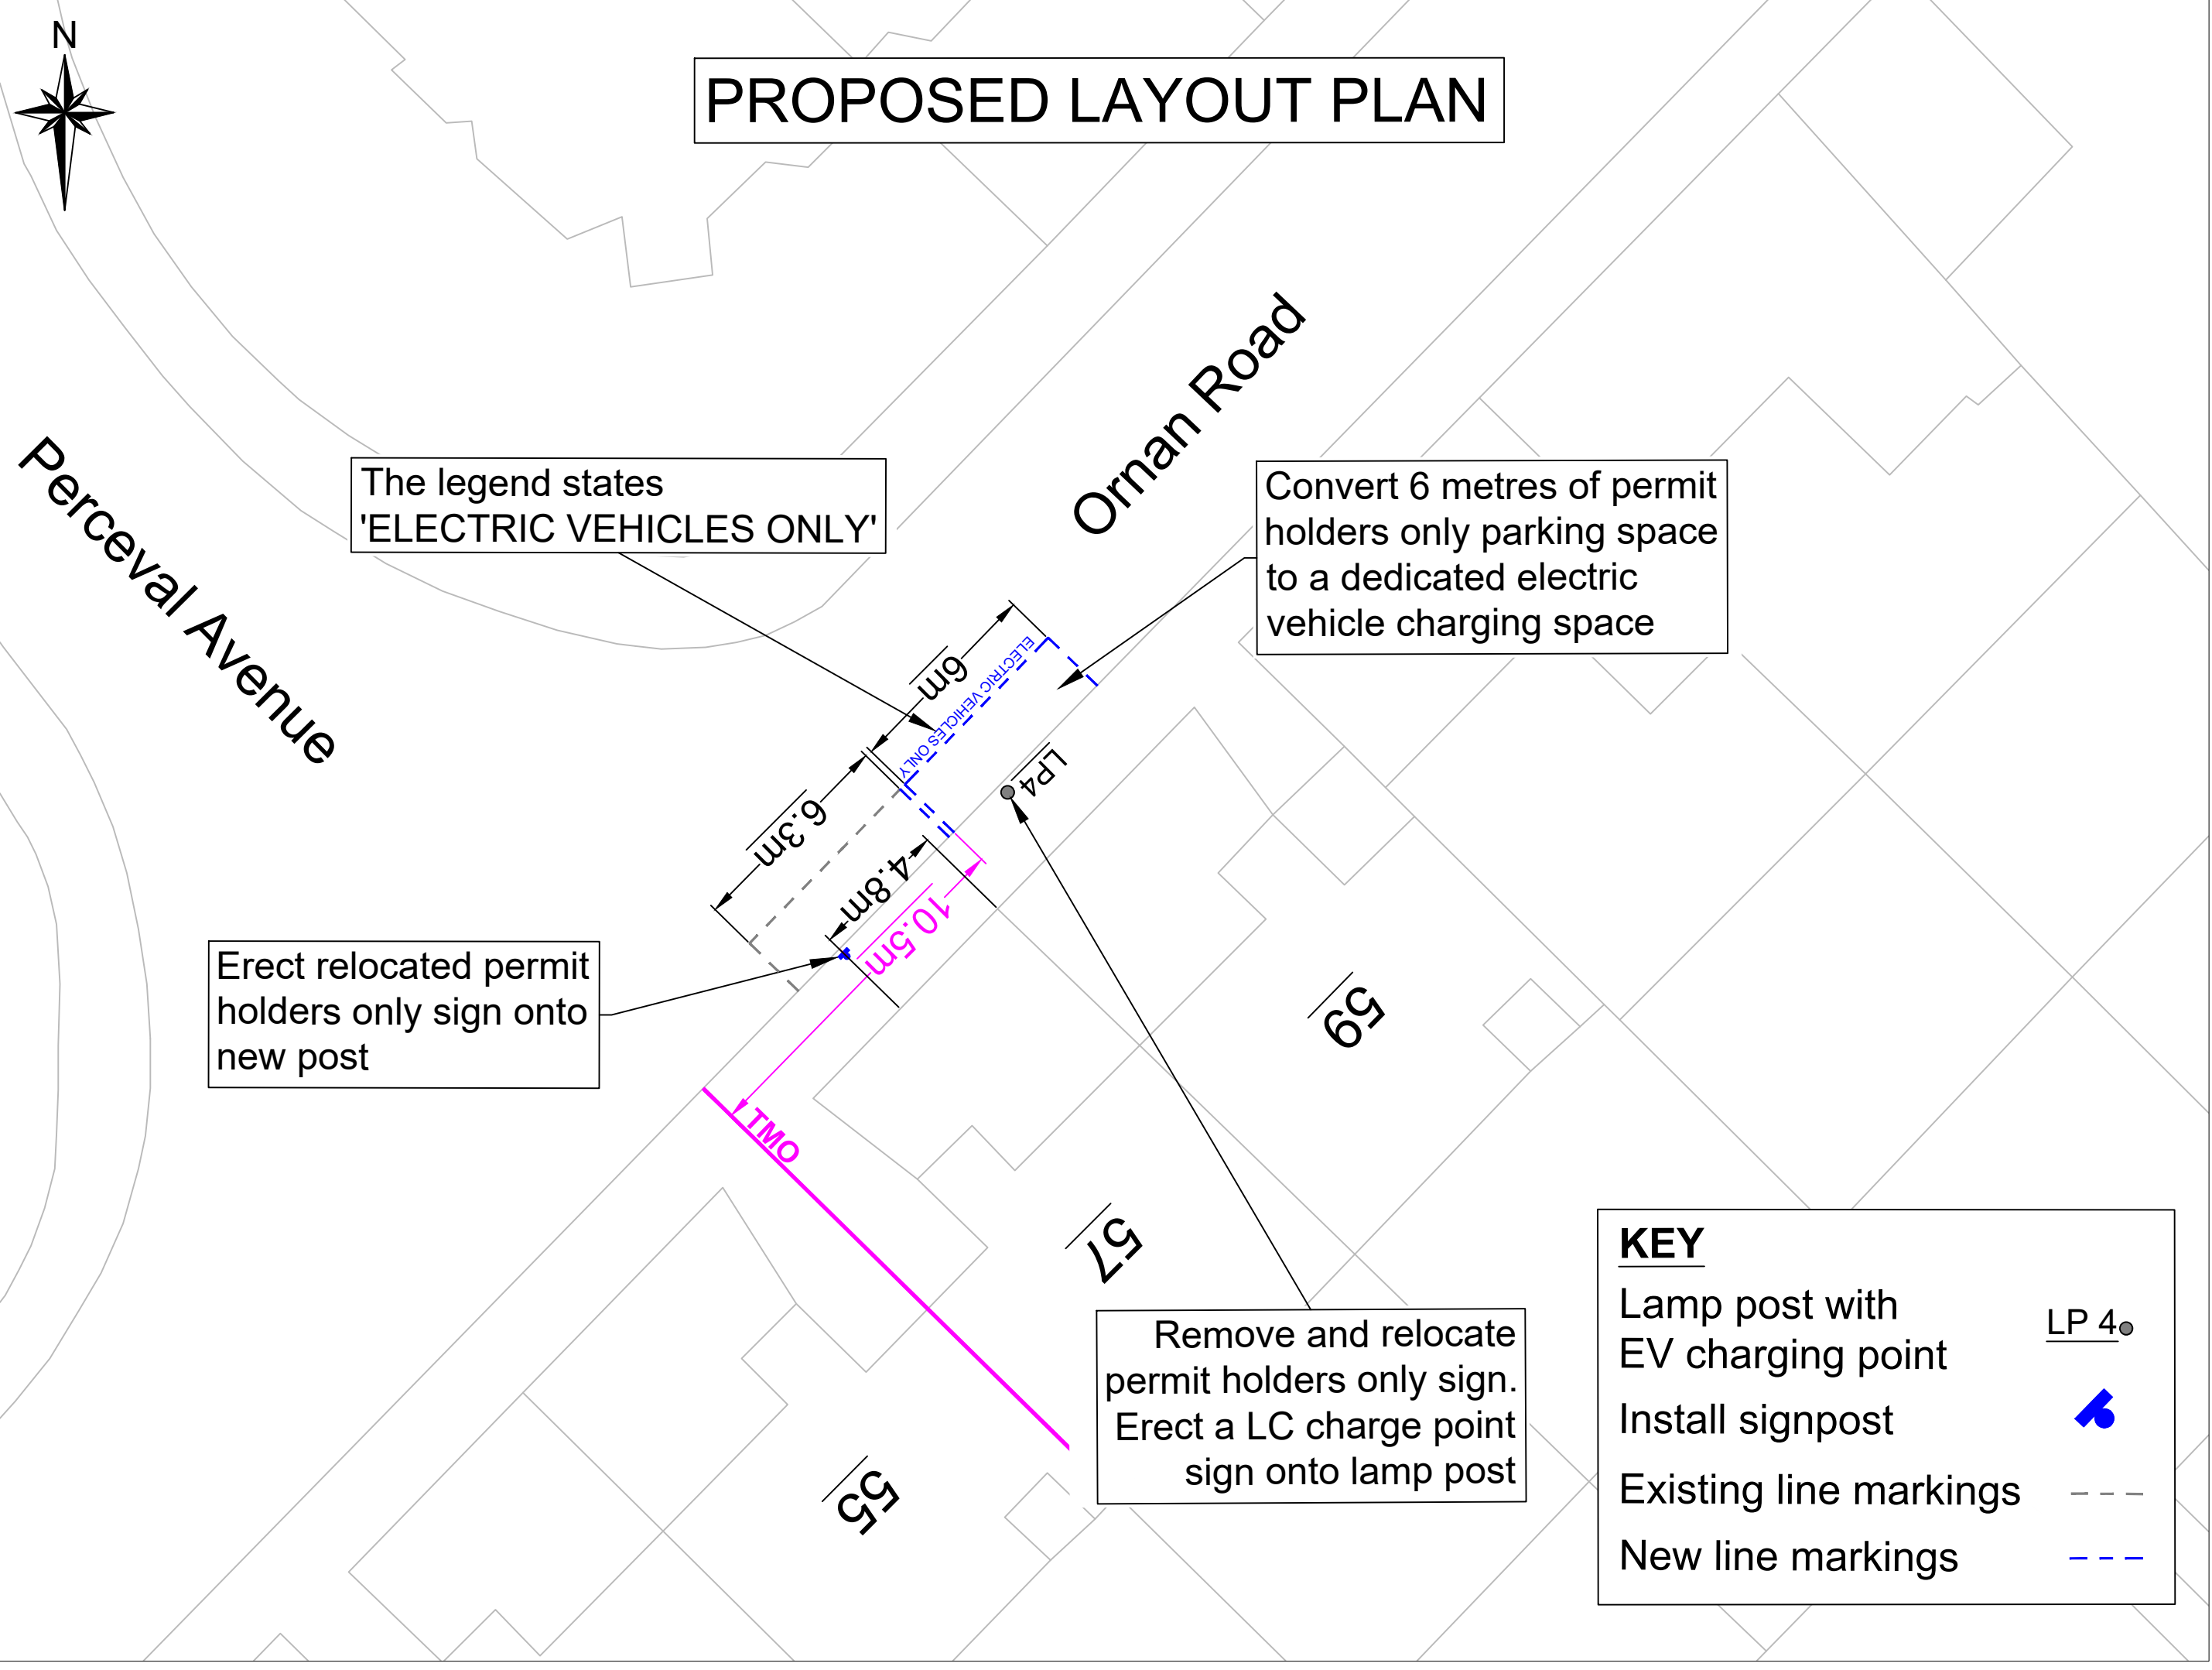 N
PROPOSED LAYOUT PLAN
Perceval Avenue
Ornan Road
The legend states
'ELECTRIC VEHICLES ONLY'
Convert 6 metres of permit
holders only parking space
to a dedicated electric
vehicle charging space
6m
ELECTRIC VEHICLES ONLY
LP4
6.3m
4.8m
10.5m
Erect relocated permit
holders only sign onto
new post
TMO
59
57
55
Remove and relocate
permit holders only sign.
Erect a LC charge point
sign onto lamp post
KEY
Lamp post with
EV charging point
LP 4
Install signpost
Existing line markings
New line markings